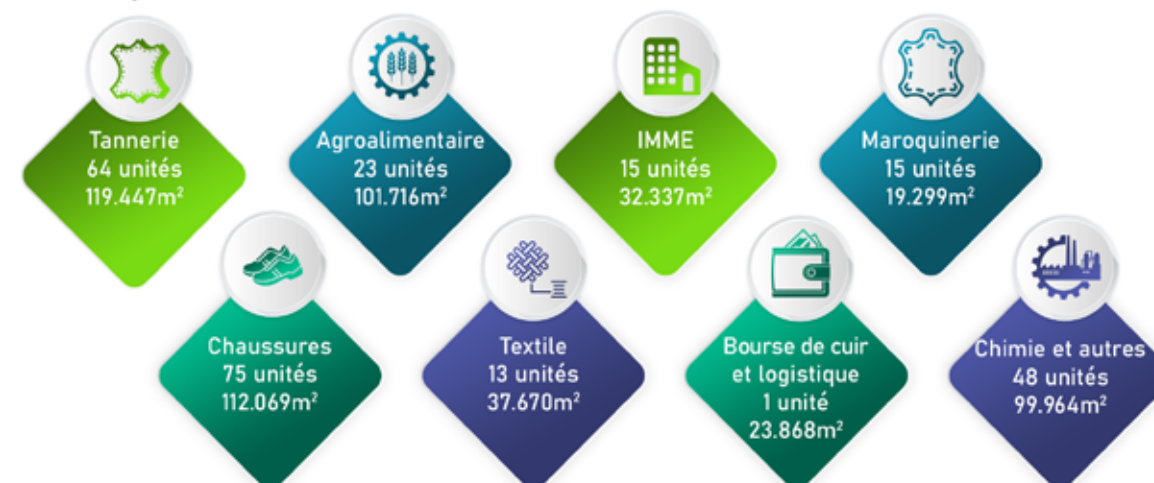 Tannerie
64 unités
119.447m²
Agroalimentaire
23 unités
101.716m²
IMME
15 unités
32.337m²
Maroquinerie
15 unités
19.299m²
Chaussures
75 unités
112.069m²
Textile
13 unités
37.670m²
Bourse de cuir
et logistique
1 unité
23.868m²
Chimie et autres
48 unités
99.964m²